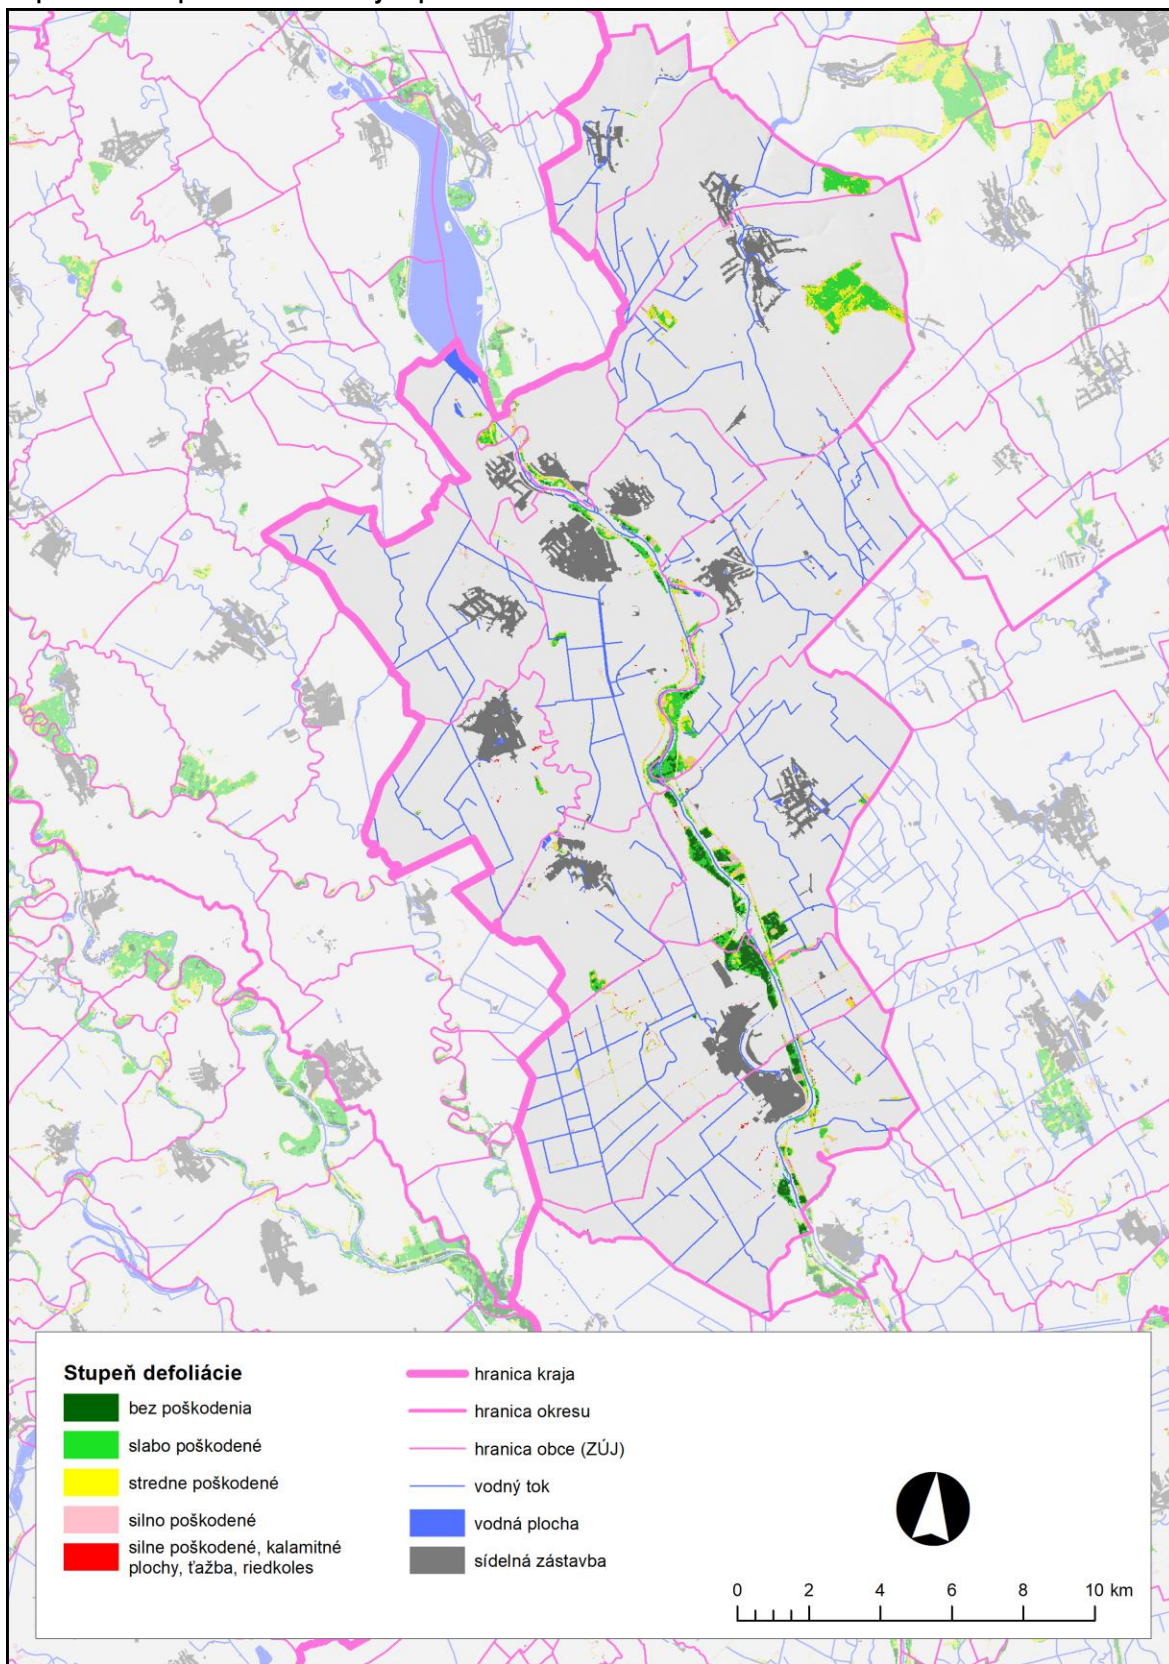 Stupeň defoliácie
bez poškodenia
slabo poškodené
stredne poškodené
silno poškodené
silne poškodené, kalamitné
plochy, ťažba, riedkoles
hranica kraja
hranica okresu
hranica obce (ZÚJ)
vodný tok
vodná plocha
sídelná zástavba
0 2 4 6 8 10 km